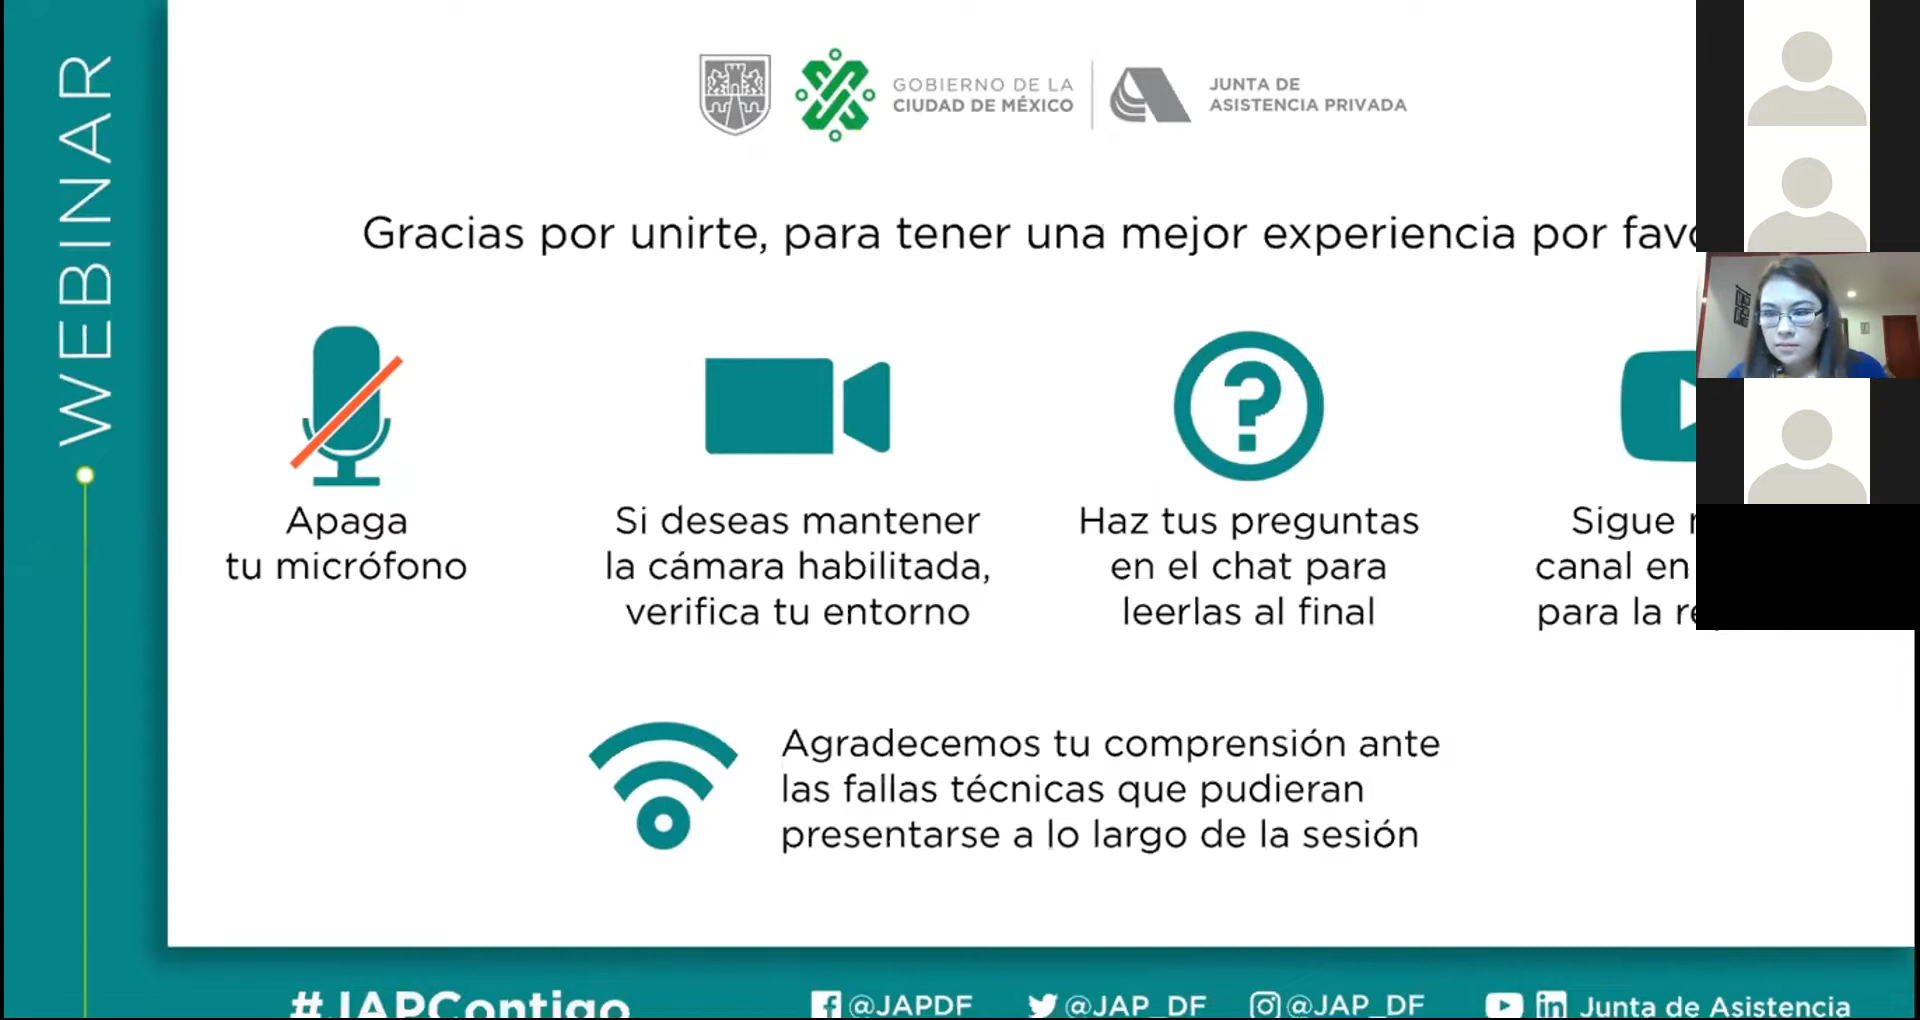 WEBINAR
GOBIERNO DE LA
CIUDAD DE MÉXICO
JUNTA DE
ASISTENCIA PRIVADA
Gracias por unirte, para tener una mejor experiencia por
Apaga
tu micrófono
Si deseas mantener
la cámara habilitada,
verifica tu entorno
Haz tus preguntas
en el chat para
leerlas al final
Sigue
canal en
para la
Agradecemos tu comprensión ante
las fallas técnicas que pudieran
presentarse a lo largo de la sesión
#JAPContigo
@JAPDF
@JAP_DF
@JAP_DF
Junta de Asistencia